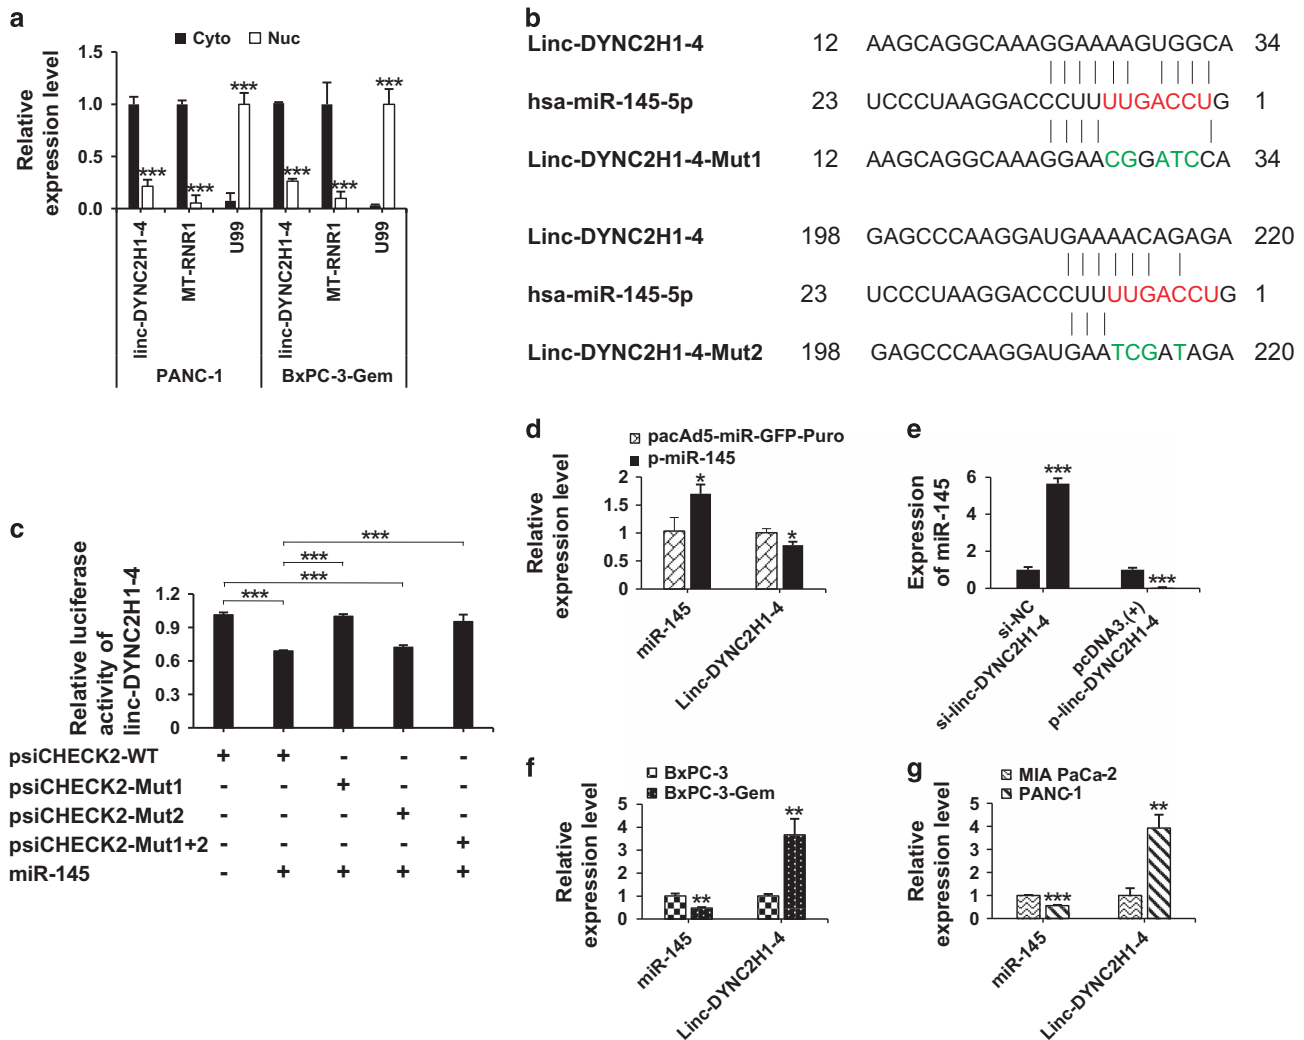 a
Cyto Nuc
Relative expression level
1.5
1.0
0.5
0.0
*** *** *** *** *** ***
linc-DYNC2H1-4
MT-RNR1
U99
linc-DYNC2H1-4
MT-RNR1
U99
PANC-1 BxPC-3-Gem
b
Linc-DYNC2H1-4 12 AAGCAGGCAAAGGAAAAGUGGCA 34
hsa-miR-145-5p 23 UCCCUAAGGACCCUUUUGACCUG 1
Linc-DYNC2H1-4-Mut1 12 AAGCAGGCAAAGGAACGGATCCA 34
Linc-DYNC2H1-4 198 GAGCCCAAGGAUGAAAACAGAGA 220
hsa-miR-145-5p 23 UCCCUAAGGACCCUUUUGACCUG 1
Linc-DYNC2H1-4-Mut2 198 GAGCCCAAGGAUGAATCGATAGA 220
c
Relative luciferase activity of linc-DYNC2H1-4
1.2
0.9
0.6
0.3
0
***
***
***
***
psiCHECK2-WT + + - - -
psiCHECK2-Mut1 - - + - -
psiCHECK2-Mut2 - - - + -
psiCHECK2-Mut1+2 - - - - +
miR-145 - + + + +
d
pacAd5-miR-GFP-Puro
p-miR-145
Relative expression level
2
1.5
1
0.5
0
* *
miR-145
Linc-DYNC2H1-4
e
Expression of miR-145
6
4
2
0
*** ***
si-NC
si-linc-DYNC2H1-4
pcDNA3.(+)
p-linc-DYNC2H1-4
f
BxPC-3
BxPC-3-Gem
Relative expression level
5
4
3
2
1
0
** **
miR-145
Linc-DYNC2H1-4
g
MIA PaCa-2
PANC-1
Relative expression level
5
4
3
2
1
0
*** **
miR-145
Linc-DYNC2H1-4